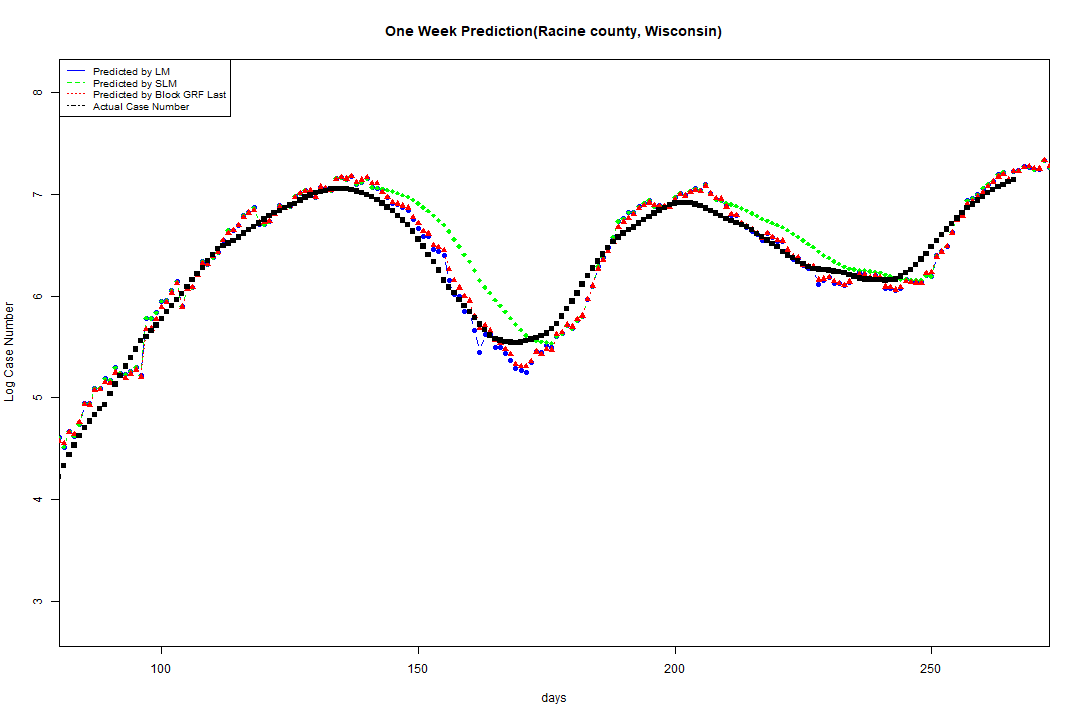 One Week Prediction(Racine county, Wisconsin)
Predicted by LM
Predicted by SLM
Predicted by Block GRF Last
Actual Case Number
8
7
6
5
4
3
Log Case Number
100 150 200 250
days